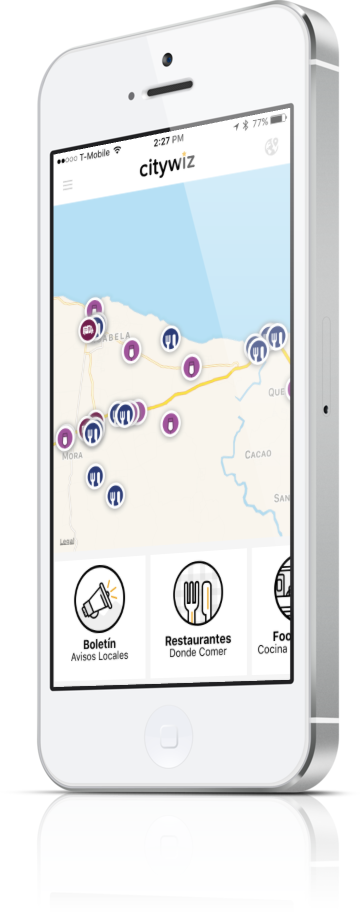 T-Mobile 2:27 PM 77%
citywiz
ABELA
QUE
MORA
CACAO
SAN
Legal
Boletín
Avisos Locales
Restaurantes
Donde Comer
Foo
Cocina